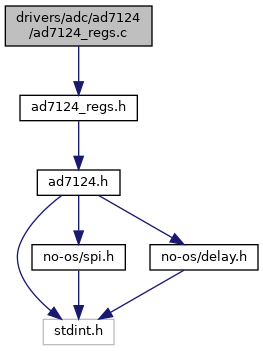 drivers/adc/ad7124
/ad7124_regs.c
ad7124_regs.h
ad7124.h
no-os/spi.h
no-os/delay.h
stdint.h